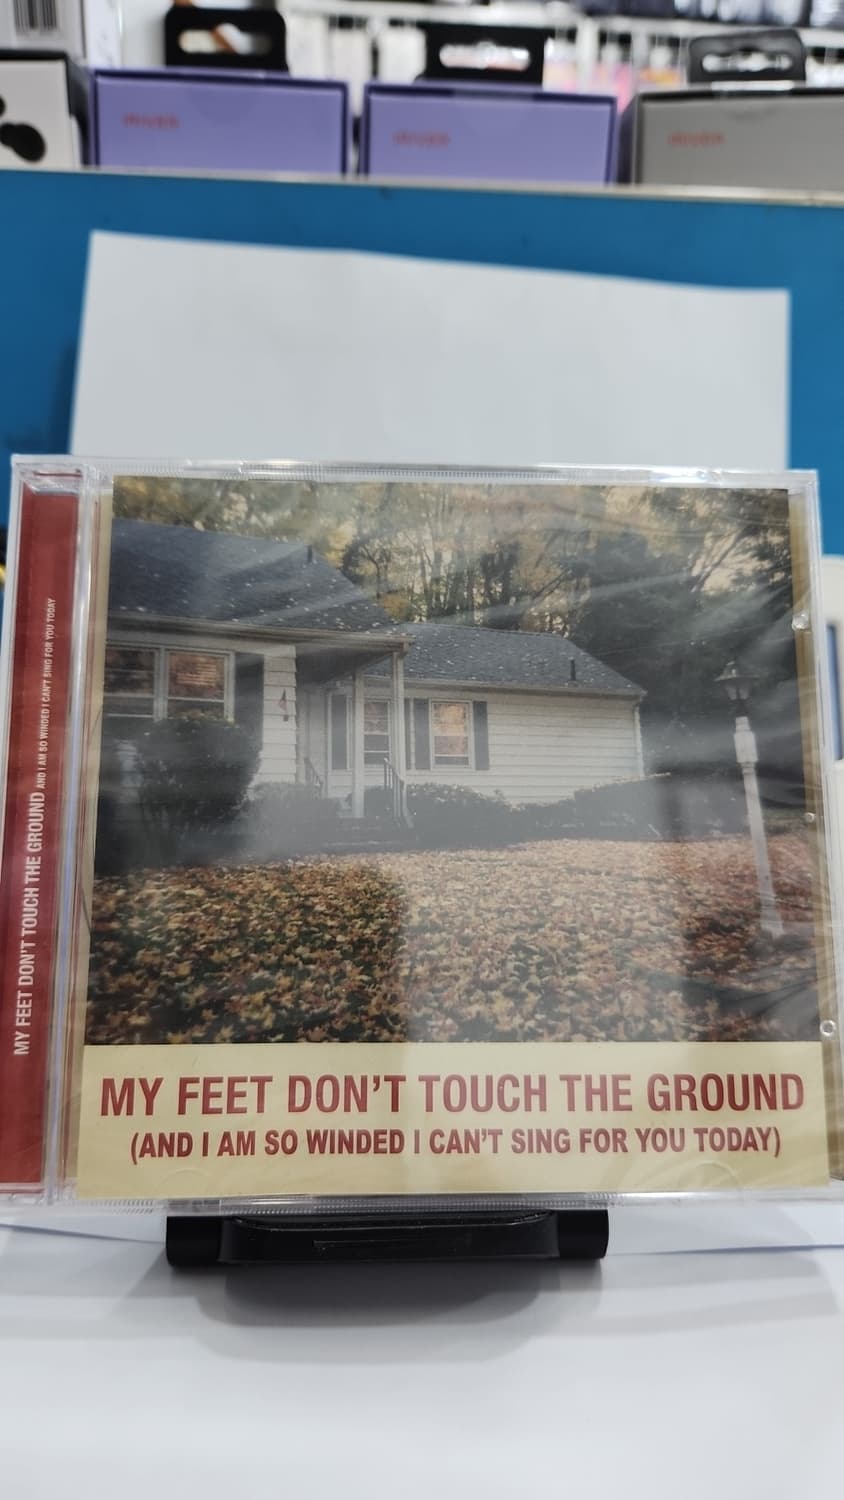 MY FEET DON'T TOUCH THE GROUND AND I AM SO WINDED I CAN'T SING FOR YOU TODAY
MY FEET DON'T TOUCH THE GROUND
(AND I AM SO WINDED I CAN'T SING FOR YOU TODAY)